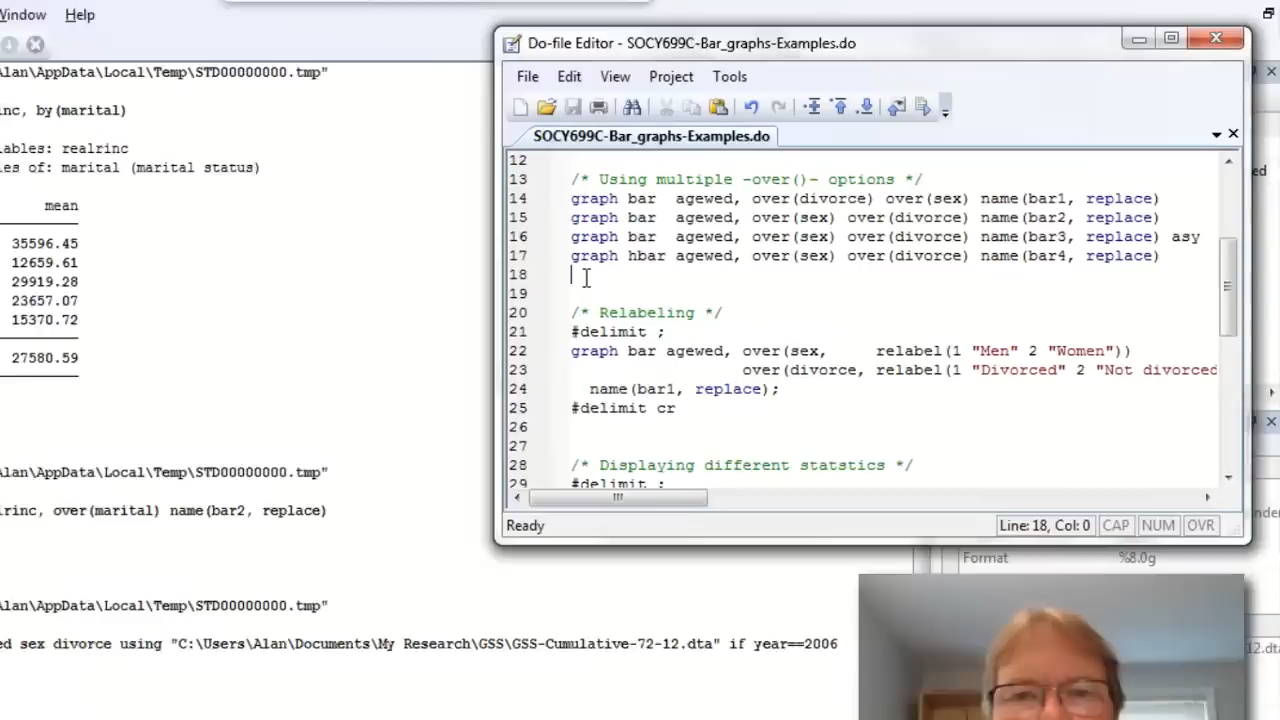 Window Help
Alan\AppData\Local\Temp\STD00000000.tmp"
inc, by(marital)
les: realrinc
es of: marital (marital status)
mean
35596.45
12659.61
29919.28
23657.07
15370.72
27580.59
Alan\AppData\Local\Temp\STD00000000.tmp"
lrinc, over(marital) name(bar2, replace)
Alan\AppData\Local\Temp\STD00000000.tmp"
ed sex divorce using "C:\Users\Alan\Documents\My Research\GSS\GSS-Cumulative-72-12.dta" if year==2006
Do-file Editor - SOCY699C-Bar_graphs-Examples.do
File Edit View Project Tools
SOCY699C-Bar_graphs-Examples.do
12
13 /* Using multiple -over()- options */
14 graph bar agewed, over(divorce) over(sex) name(bar1, replace)
15 graph bar agewed, over(sex) over(divorce) name(bar2, replace)
16 graph bar agewed, over(sex) over(divorce) name(bar3, replace) asy
17 graph hbar agewed, over(sex) over(divorce) name(bar4, replace)
18
19
20 /* Relabeling */
21 #delimit ;
22 graph bar agewed, over(sex, relabel(1 "Men" 2 "Women"))
23 over(divorce, relabel(1 "Divorced" 2 "Not divorced
24 name(bar1, replace);
25 #delimit cr
26
27
28 /* Displaying different statstics */
29 #delimit ;
Ready Line: 18, Col: 0 CAP NUM OVR
Format %8.0g
12.dta